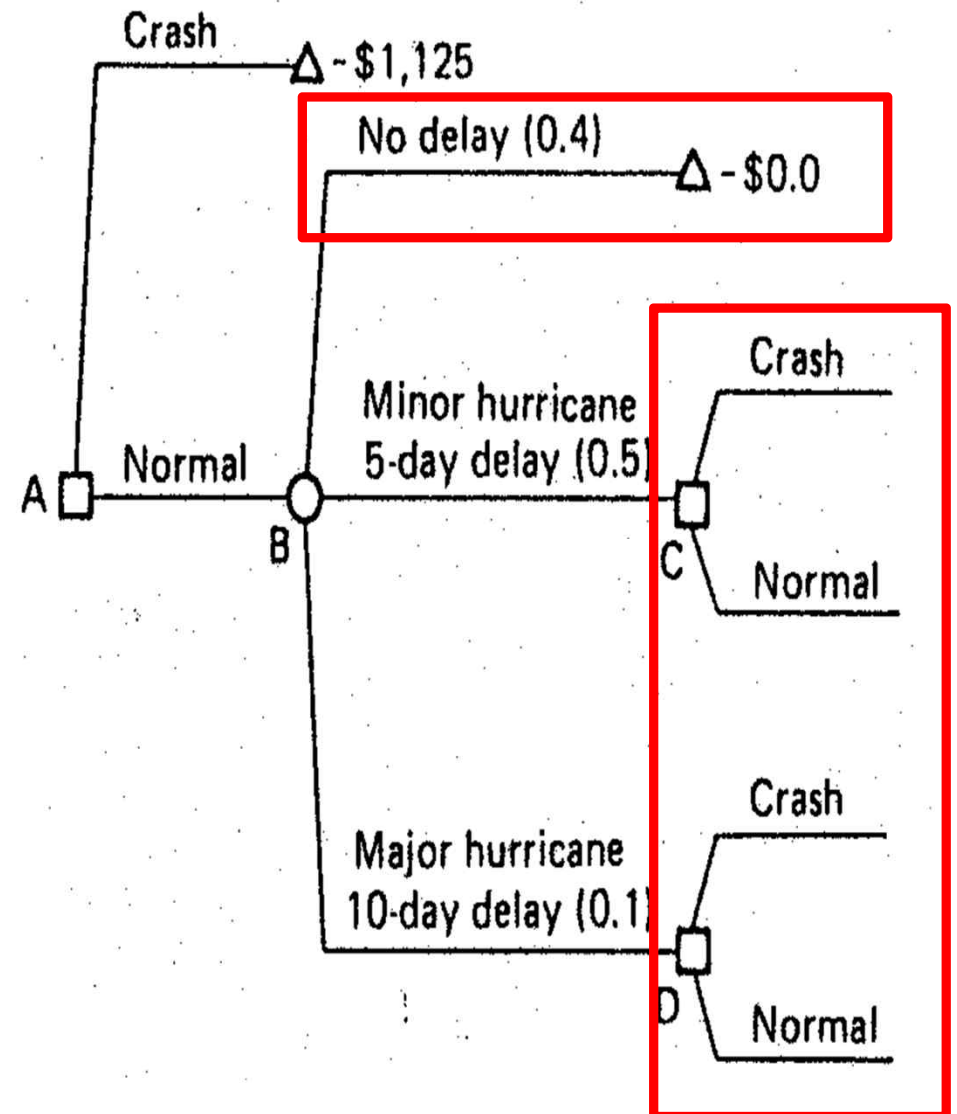 Crash
-$1,125
No delay (0.4)
-$0.0
Minor hurricane
5-day delay (0.5)
Crash
A
Normal
B
C
Normal
Major hurricane
10-day delay (0.1)
Crash
D
Normal